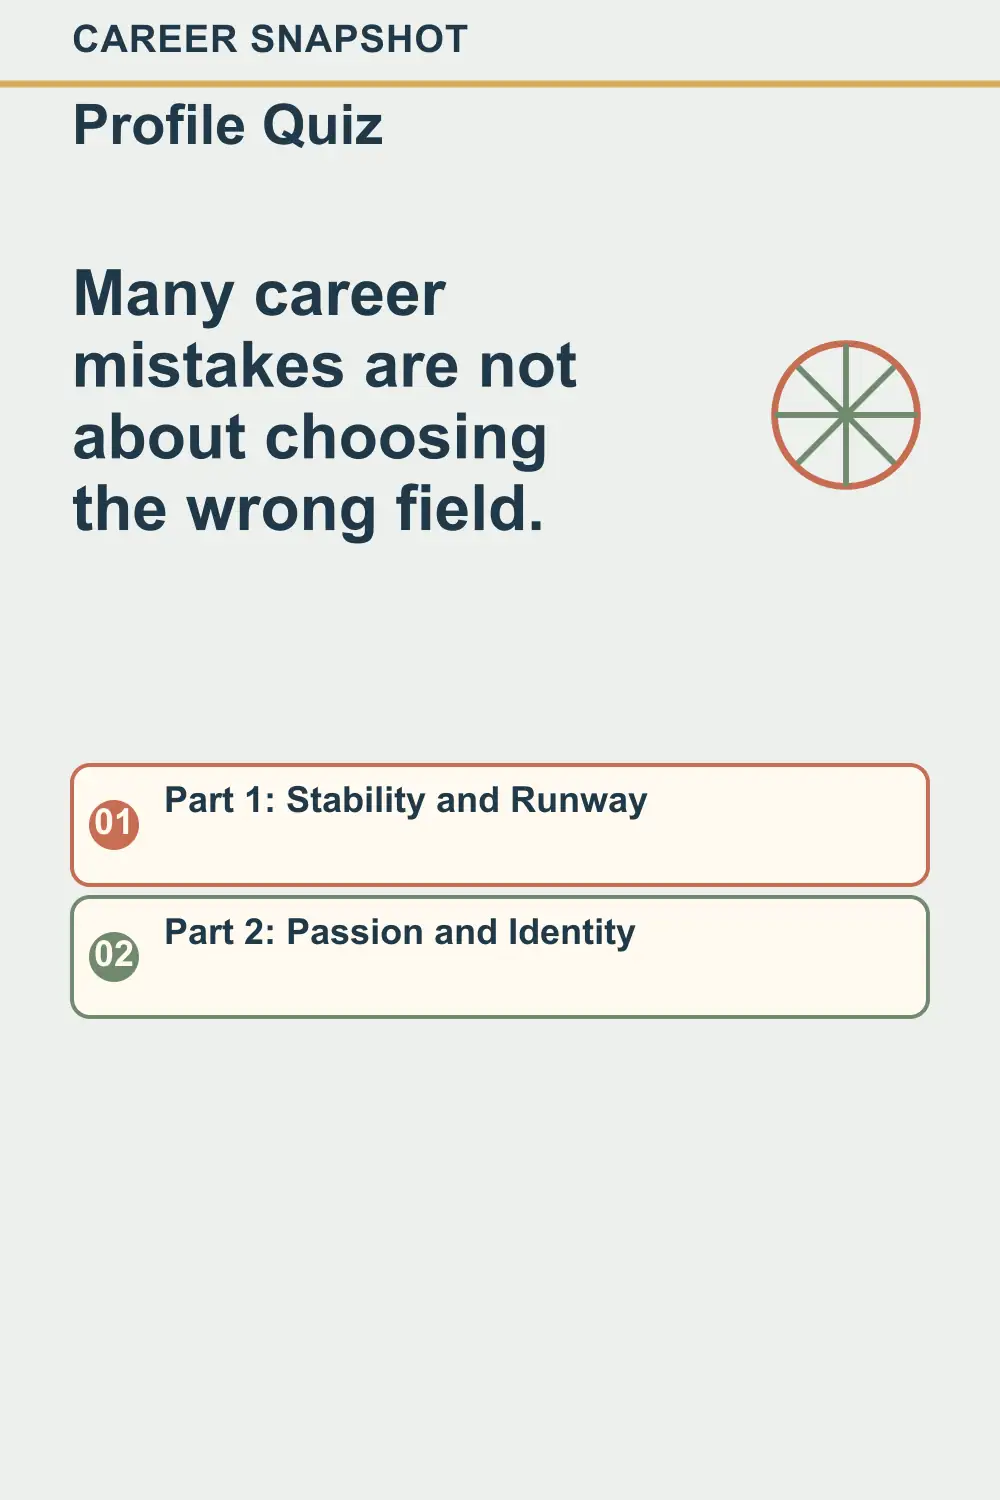 CAREER SNAPSHOT
Profile Quiz
Many career
mistakes are not
about choosing
the wrong field.
01
Part 1: Stability and Runway
02
Part 2: Passion and Identity